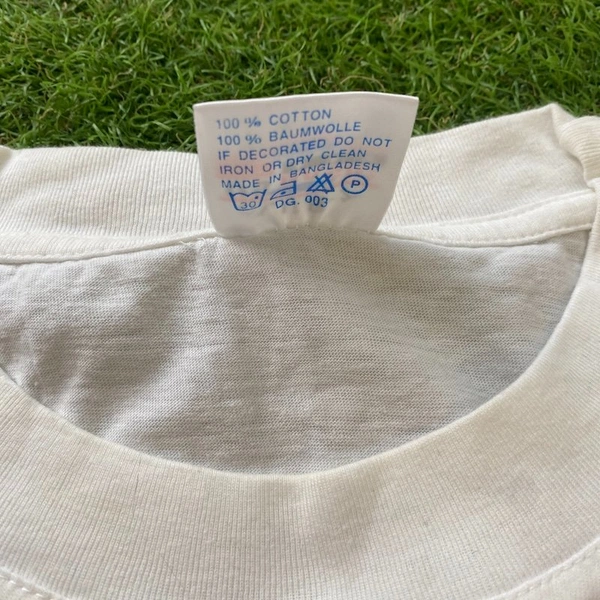 100 % COTTON
100 % BAUMWOLLE
IF DECORATED DO NOT
IRON OR DRY CLEAN
MADE IN BANGLADESH
30 P
DG. 003